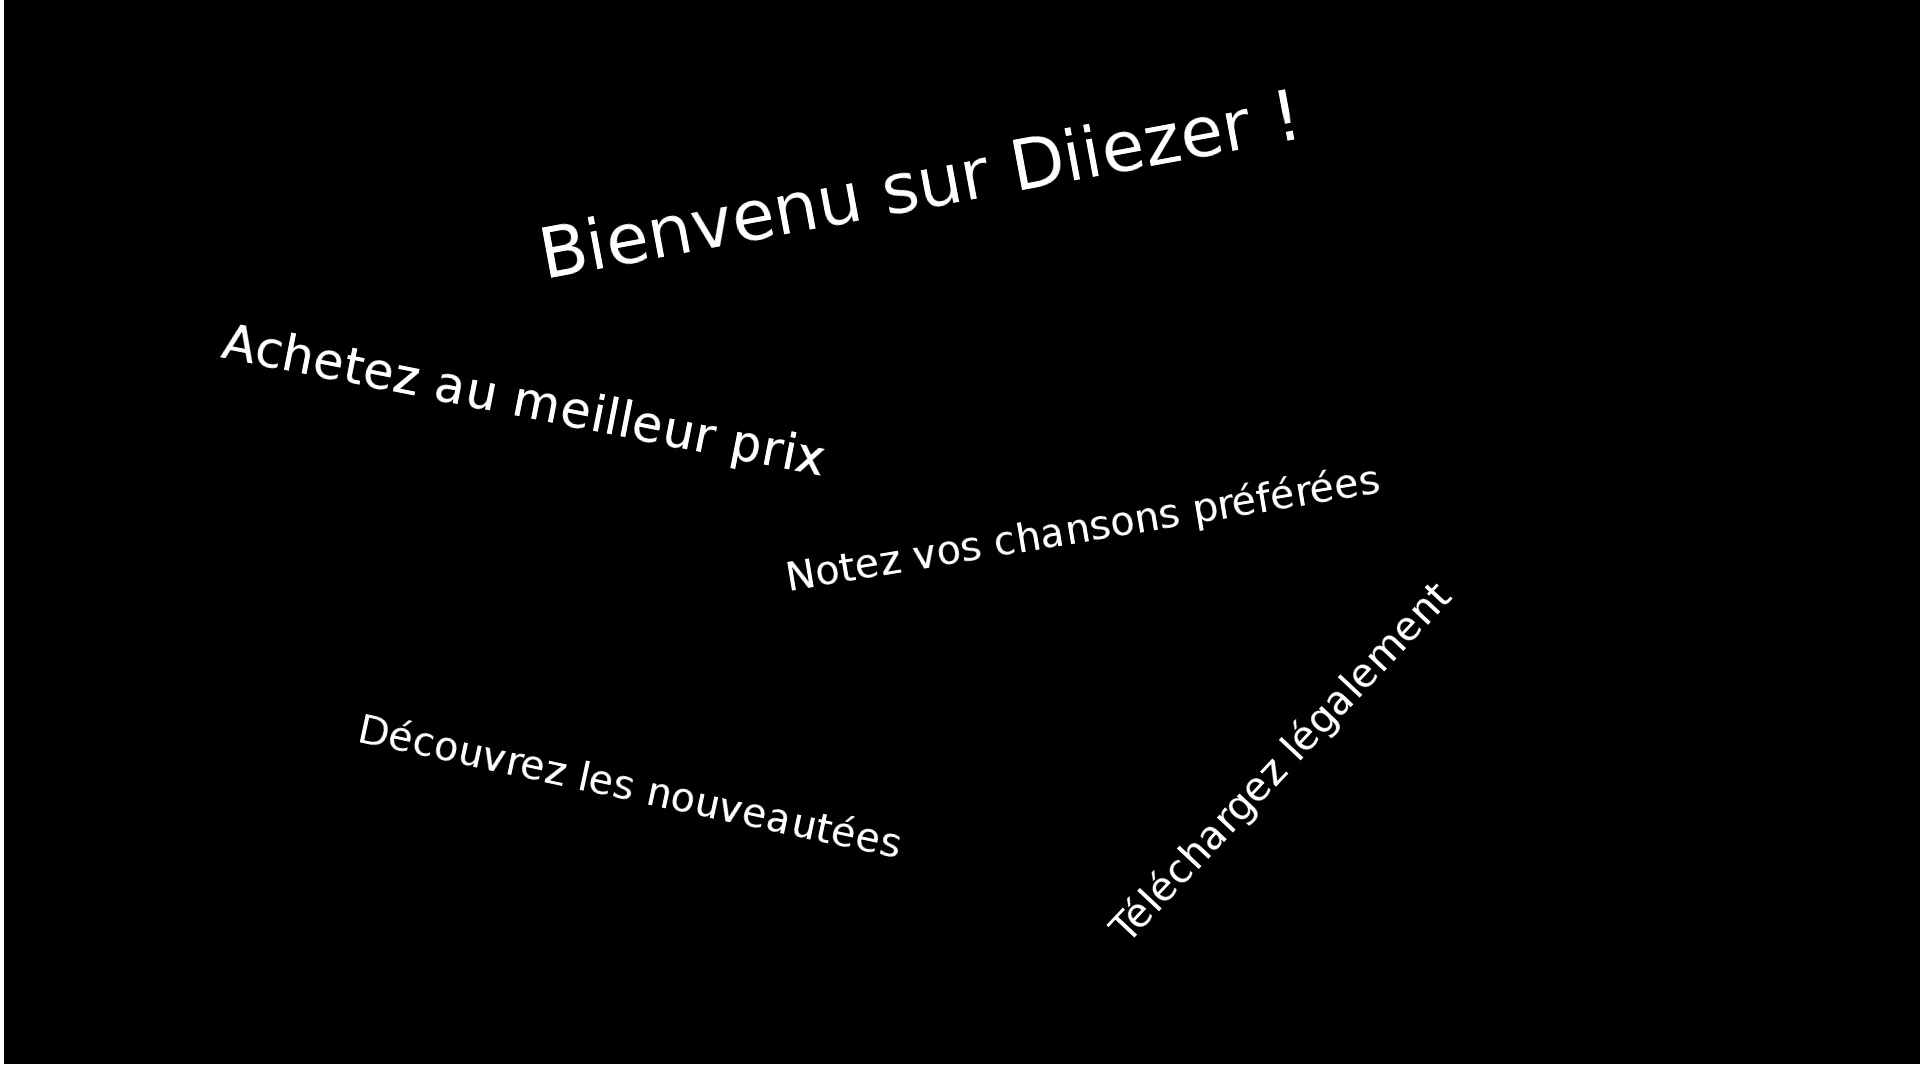 Bienvenu sur Diiezer !
Achetez au meilleur prix
Notez vos chansons préférées
Découvrez les nouveautées
Téléchargez légalement